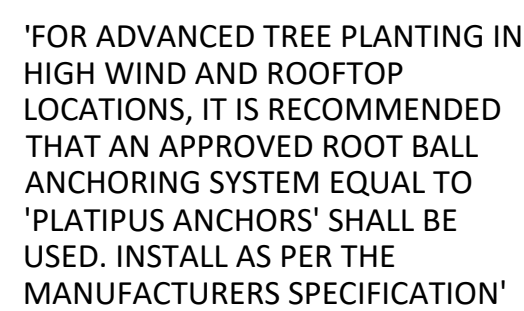 'FOR ADVANCED TREE PLANTING IN
HIGH WIND AND ROOFTOP
LOCATIONS, IT IS RECOMMENDED
THAT AN APPROVED ROOT BALL
ANCHORING SYSTEM EQUAL TO
'PLATIPUS ANCHORS' SHALL BE
USED. INSTALL AS PER THE
MANUFACTURERS SPECIFICATION'